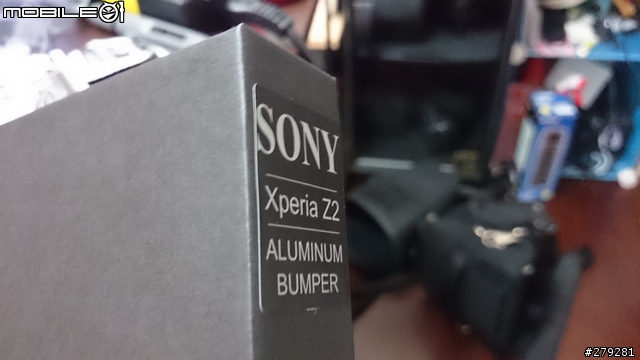 MOBILE01
SONY
Xperia Z2
ALUMINUM
BUMPER
#279281